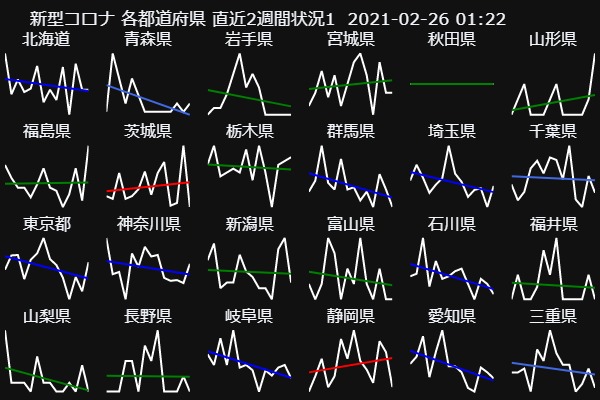 新型コロナ 各都道府県 直近2週間状況1 2021-02-26 01:22
北海道 青森県 岩手県 宮城県 秋田県 山形県
福島県 茨城県 栃木県 群馬県 埼玉県 千葉県
東京都 神奈川県 新潟県 富山県 石川県 福井県
山梨県 長野県 岐阜県 静岡県 愛知県 三重県